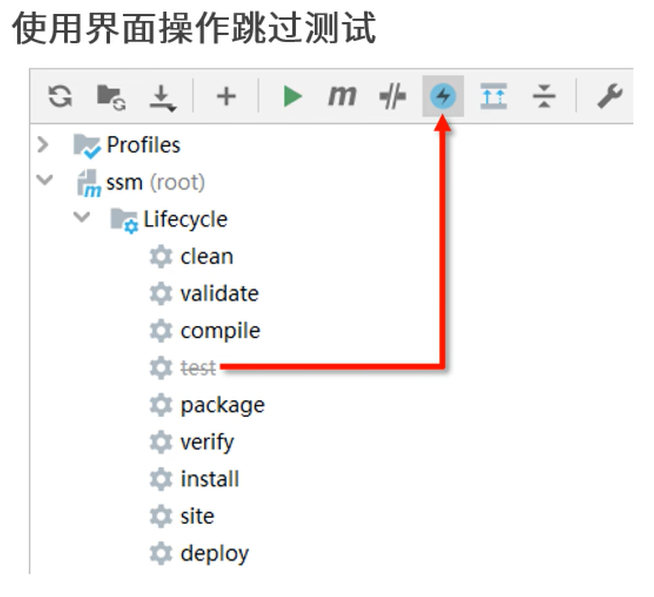 使用界面操作跳过测试
m
Profiles
m ssm (root)
Lifecycle
clean
validate
compile
test
package
verify
install
site
deploy